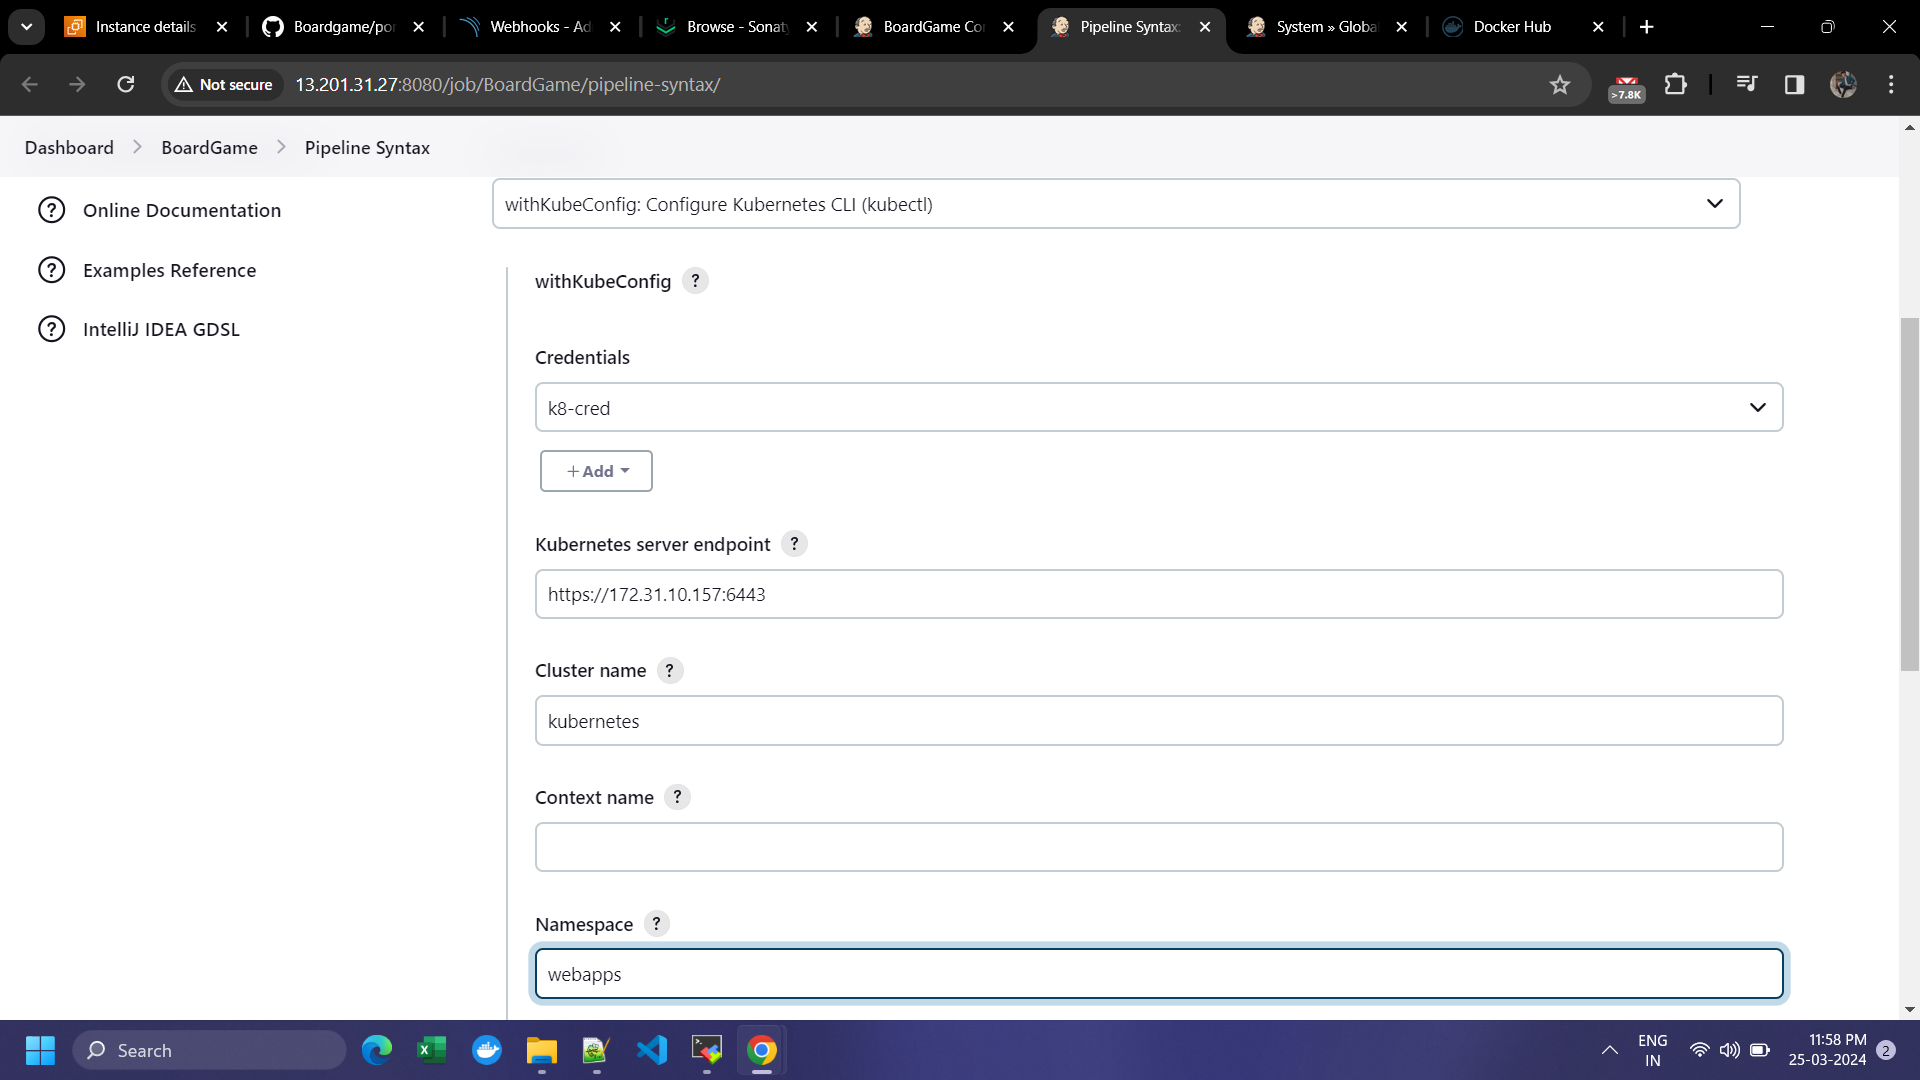 Instance details
Boardgame/por
Webhooks - Ad
Browse - Sonaty
BoardGame Co
Pipeline Syntax:
System » Globa
Docker Hub
Not secure
13.201.31.27:8080/job/BoardGame/pipeline-syntax/
>7.8K
Dashboard
BoardGame
Pipeline Syntax
Online Documentation
Examples Reference
IntelliJ IDEA GDSL
withKubeConfig: Configure Kubernetes CLI (kubectl)
withKubeConfig ?
Credentials
k8-cred
+ Add
Kubernetes server endpoint ?
https://172.31.10.157:6443
Cluster name ?
kubernetes
Context name ?
Namespace ?
webapps
Search
ENG
IN
11:58 PM
25-03-2024
2